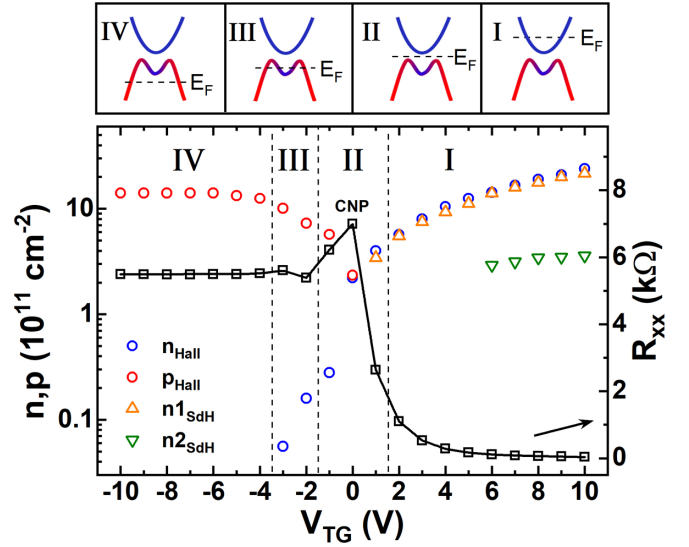 IV III II I
E_F E_F E_F E_F
IV III II I
CNP
n_Hall
p_Hall
n1_SdH
n2_SdH
10
1
0.1
n,p (10^11 cm^-2)
8
6
4
2
0
R_xx (kΩ)
-10 -8 -6 -4 -2 0 2 4 6 8 10
V_TG (V)